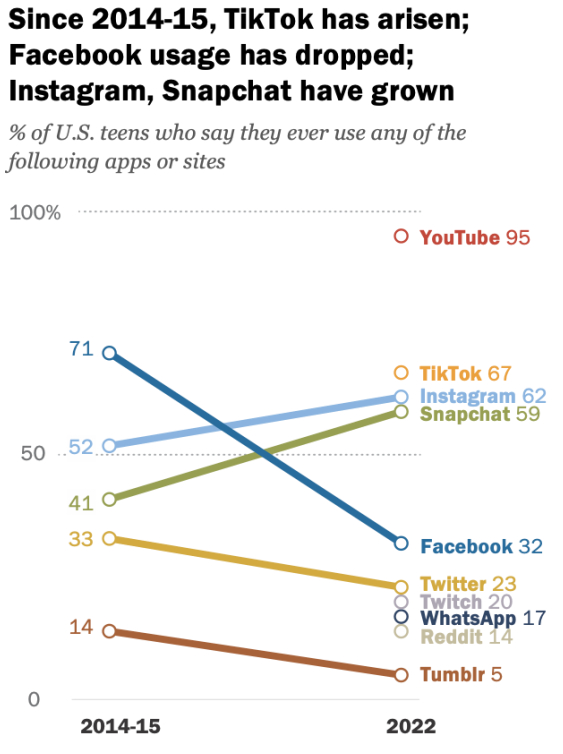 Since 2014-15, TikTok has arisen;
Facebook usage has dropped;
Instagram, Snapchat have grown
% of U.S. teens who say they ever use any of the
following apps or sites
100%
YouTube 95
71
TikTok 67
Instagram 62
Snapchat 59
52
50
41
33
Facebook 32
Twitter 23
Twitch 20
WhatsApp 17
14
Reddit 14
Tumblr 5
0
2014-15 2022